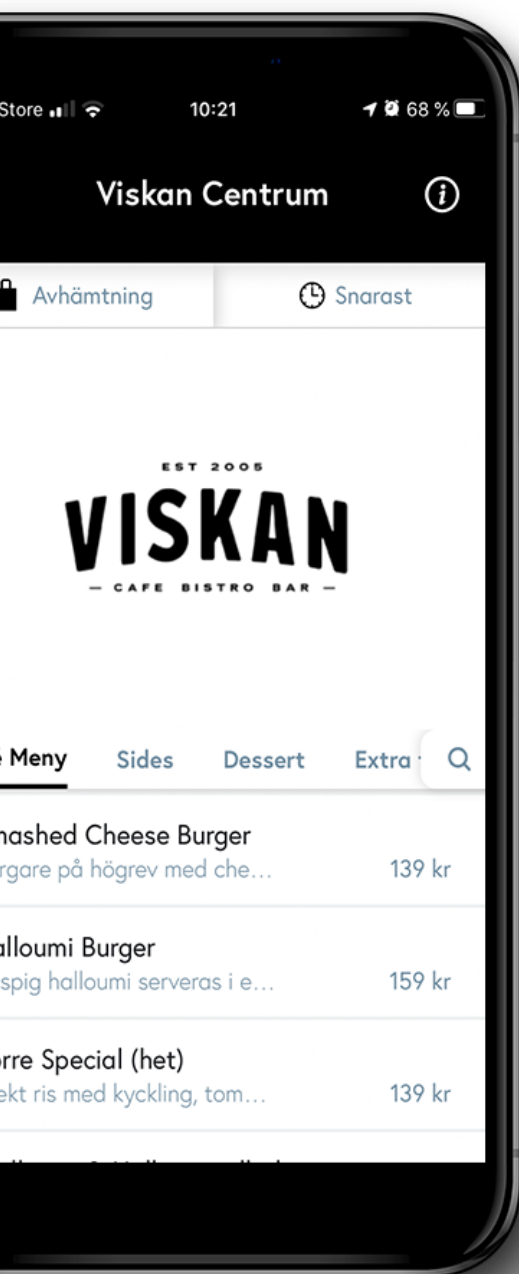 Store 10:21 68 %
Viskan Centrum
Avhämtning Snarast
EST 2005
VISKAN
— CAFE BISTRO BAR —
Meny Sides Dessert Extra
mashed Cheese Burger
rgare på högrev med che... 139 kr
alloumi Burger
spig halloumi serveras i e... 159 kr
orre Special (het)
ekt ris med kyckling, tom... 139 kr